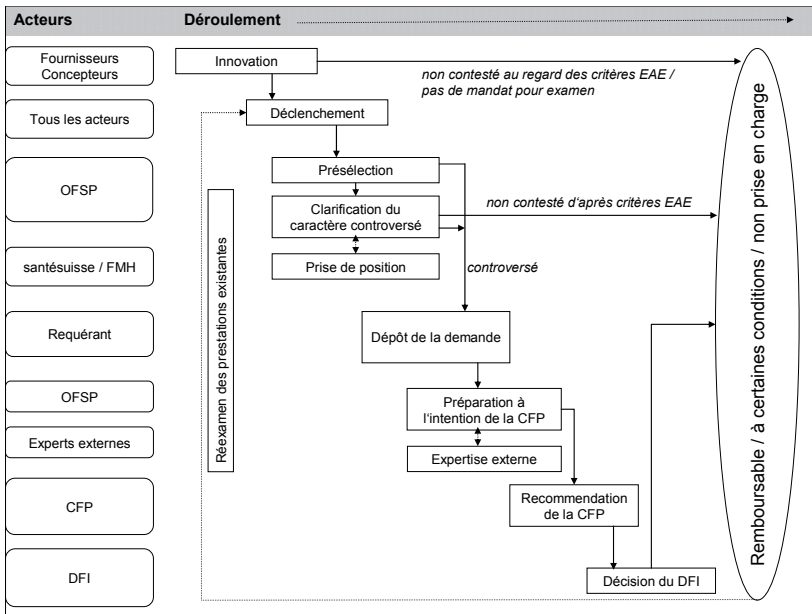 Acteurs
Déroulement
Fournisseurs
Concepteurs
Innovation
non contesté au regard des critères EAE /
pas de mandat pour examen
Tous les acteurs
Déclenchement
OFSP
Présélection
Clarification du
caractère controversé
non contesté d'après critères EAE
santésuisse / FMH
Prise de position
controversé
Requérant
Dépôt de la demande
OFSP
Préparation à
l'intention de la CFP
Experts externes
Expertise externe
CFP
Recommendation
de la CFP
DFI
Décision du DFI
Réexamen des prestations existantes
Remboursable / à certaines conditions / non prise en charge